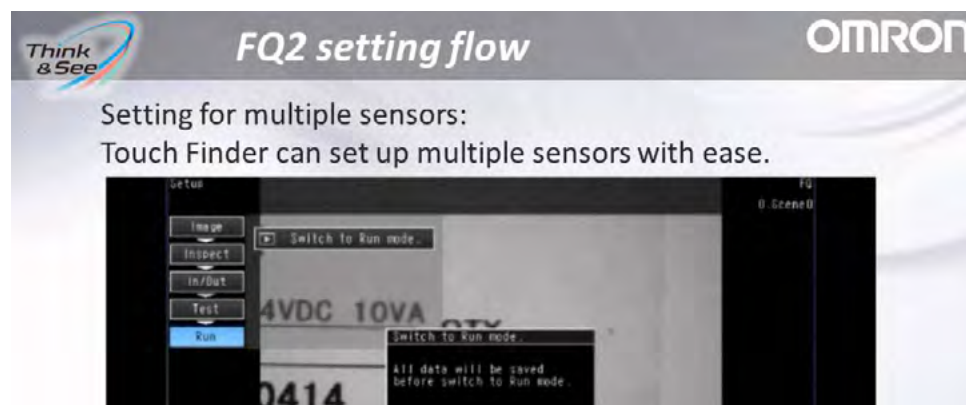 Think
&See
FQ2 setting flow
OMRON
Setting for multiple sensors:
Touch Finder can set up multiple sensors with ease.
Setup
FQ
0.Scene0
Image
Switch to Run mode.
Inspect
In/Out
Test
4VDC 10VA
QTY
Run
Switch to Run mode.
All data will be saved
before switch to Run mode.
0414